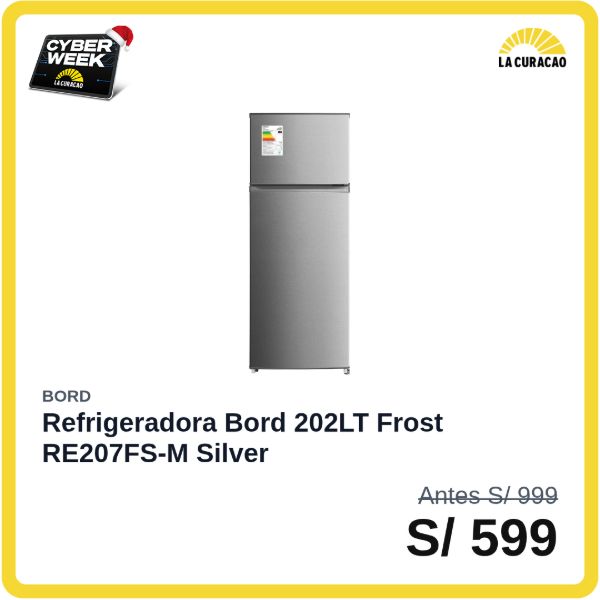 CYBER
WEEK
LA CURACAO
LA CURACAO
BORD
Refrigeradora Bord 202LT Frost
RE207FS-M Silver
Antes S/ 999
S/ 599